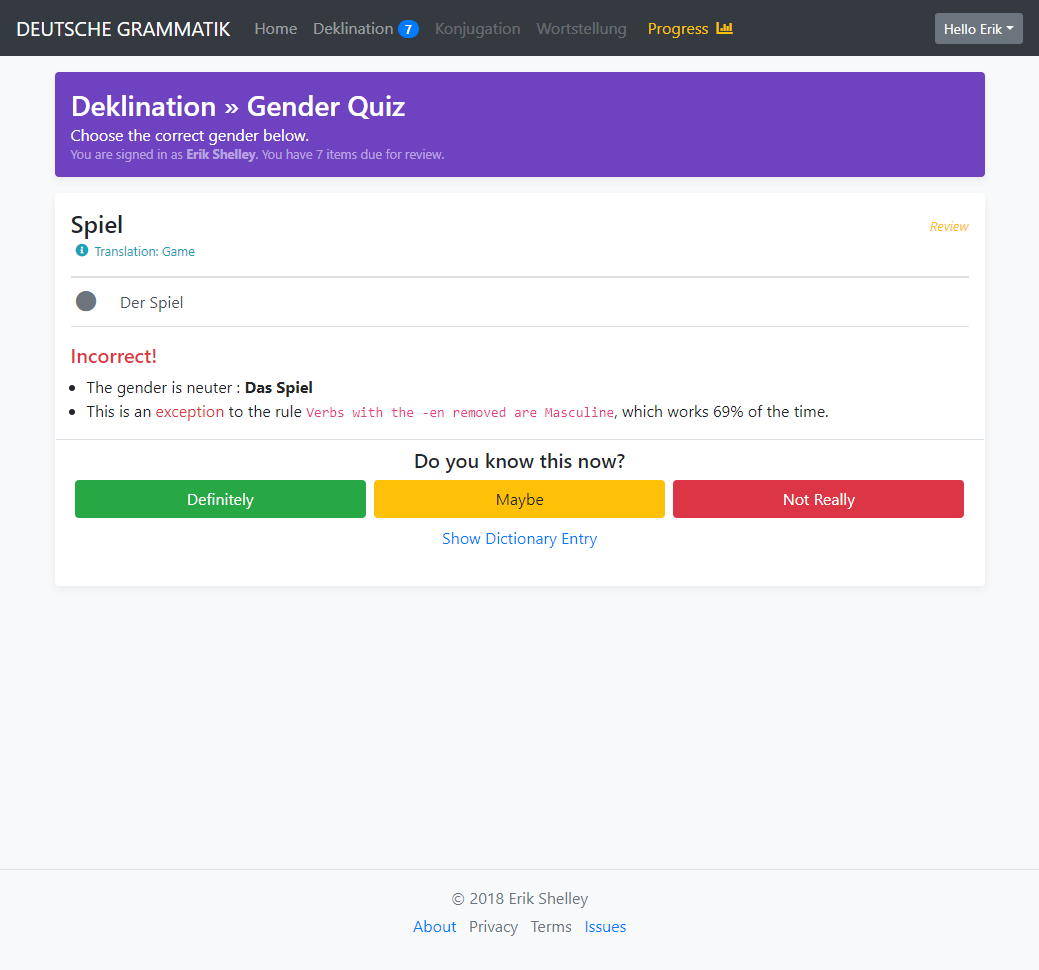 DEUTSCHE GRAMMATIK Home Deklination 7 Konjugation Wortstellung Progress Hello Erik
Deklination » Gender Quiz
Choose the correct gender below.
You are signed in as Erik Shelley. You have 7 items due for review.
Spiel Review
Translation: Game
Der Spiel
Incorrect!
The gender is neuter : Das Spiel
This is an exception to the rule Verbs with the -en removed are Masculine, which works 69% of the time.
Do you know this now?
Definitely Maybe Not Really
Show Dictionary Entry
© 2018 Erik Shelley
About Privacy Terms Issues